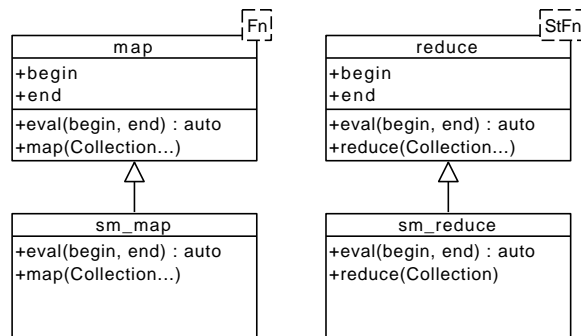 Fn
map
+begin
+end
+eval(begin, end) : auto
+map(Collection...)
sm_map
+eval(begin, end) : auto
+map(Collection...)
StFn
reduce
+begin
+end
+eval(begin, end) : auto
+reduce(Collection...)
sm_reduce
+eval(begin, end) : auto
+reduce(Collection)